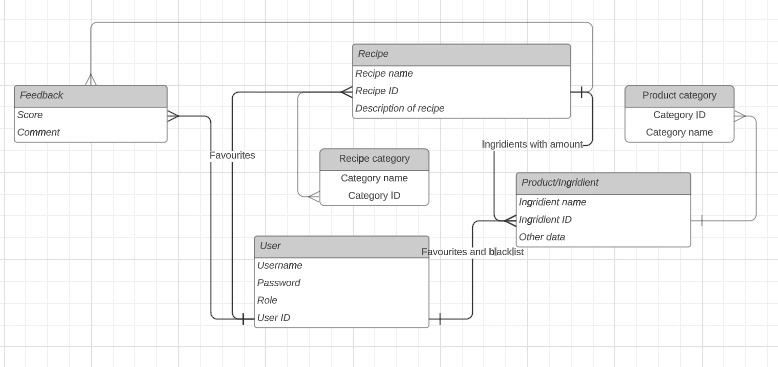 Recipe
Recipe name
Recipe ID
Description of recipe
Feedback
Score
Comment
Product category
Category ID
Category name
Favourites
Recipe category
Category name
Category ID
Ingridients with amount
Product/Ingridient
Ingridient name
Ingridient ID
Other data
User
Username
Password
Role
User ID
Favourites and blacklist